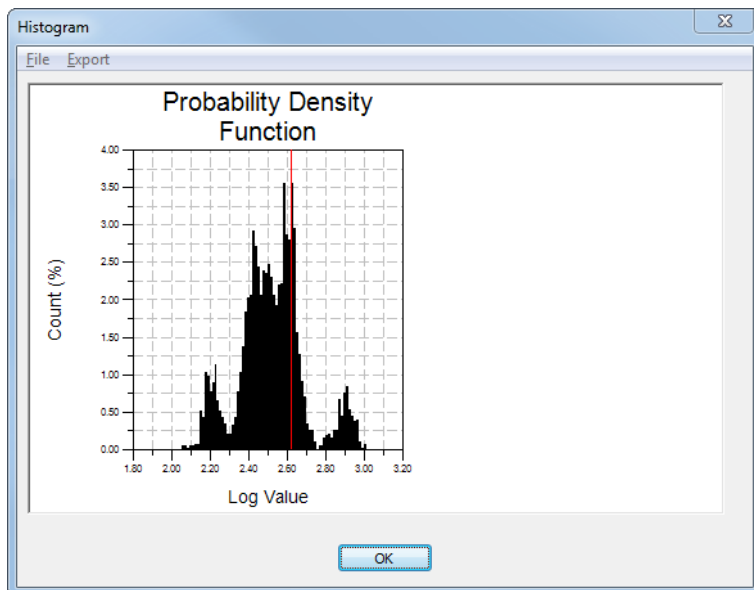 Histogram
File Export
Probability Density
Function
Count (%)
4.00
3.50
3.00
2.50
2.00
1.50
1.00
0.50
0.00
1.80 2.00 2.20 2.40 2.60 2.80 3.00 3.20
Log Value
OK